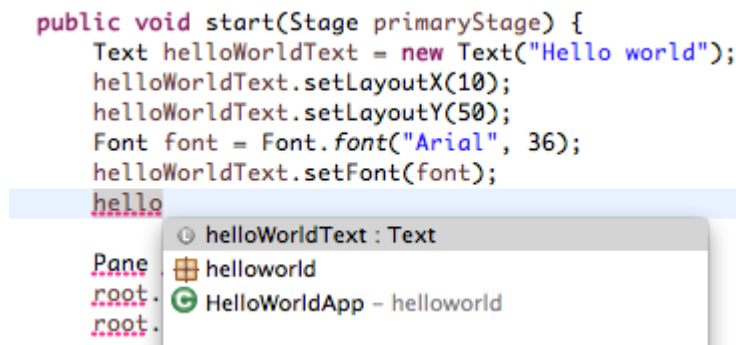 public void start(Stage primaryStage) {
Text helloWorldText = new Text("Hello world");
helloWorldText.setLayoutX(10);
helloWorldText.setLayoutY(50);
Font font = Font.font("Arial", 36);
helloWorldText.setFont(font);
hello
helloWorldText : Text
Pane
helloworld
root.
HelloWorldApp – helloworld
root.